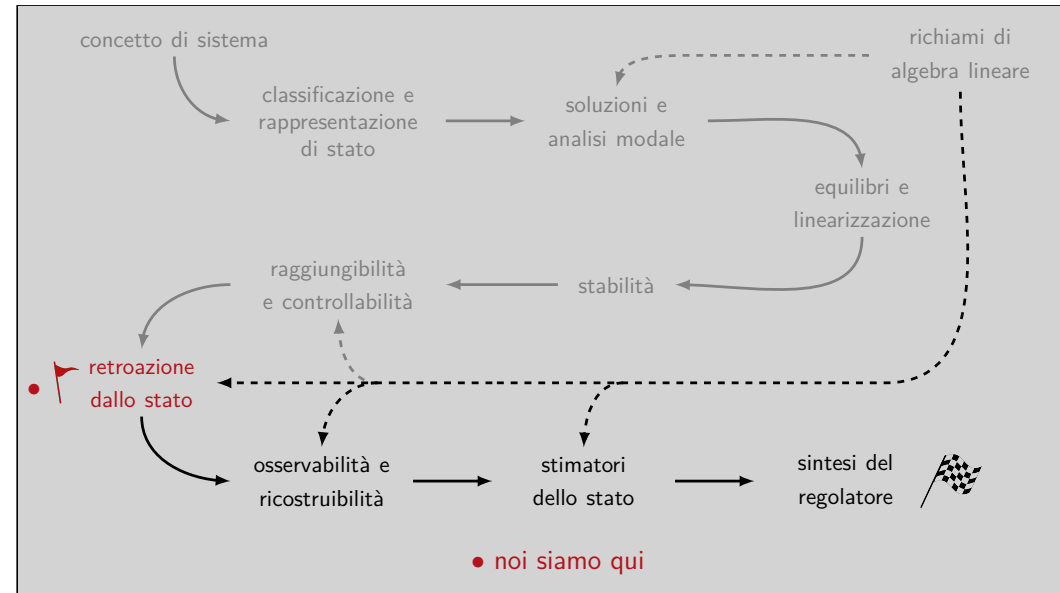 concetto di sistema
richiami di
algebra lineare
classificazione e
rappresentazione
di stato
soluzioni e
analisi modale
equilibri e
linearizzazione
raggiungibilità
e controllabilità
stabilità
retroazione
dallo stato
osservabilità e
ricostruibilità
stimatori
dello stato
sintesi del
regolatore
• noi siamo qui